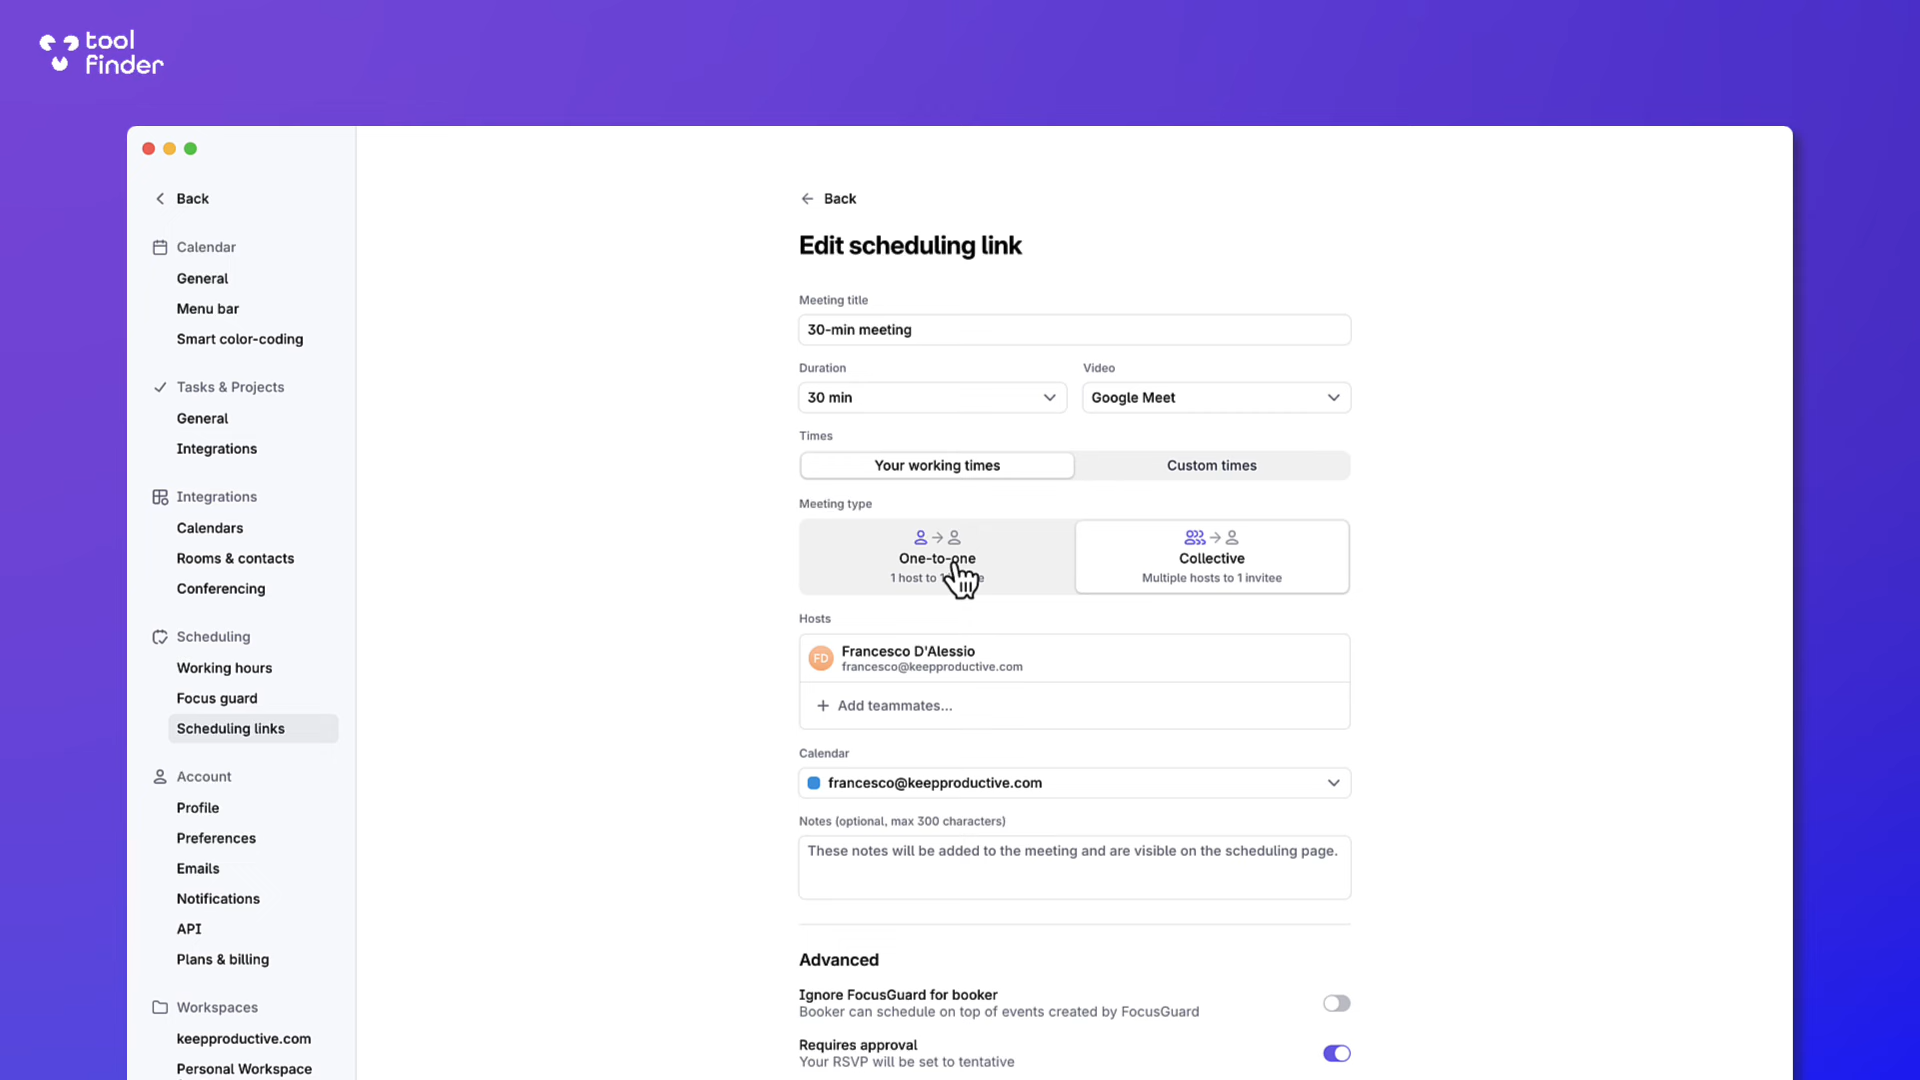 tool
finder
Back
Calendar
General
Menu bar
Smart color-coding
Tasks & Projects
General
Integrations
Integrations
Calendars
Rooms & contacts
Conferencing
Scheduling
Working hours
Focus guard
Scheduling links
Account
Profile
Preferences
Emails
Notifications
API
Plans & billing
Workspaces
keepproductive.com
Personal Workspace
Back
Edit scheduling link
Meeting title
30-min meeting
Duration
Video
30 min
Google Meet
Times
Your working times
Custom times
Meeting type
One-to-one
1 host to 1
Collective
Multiple hosts to 1 invitee
Hosts
FD
Francesco D'Alessio
francesco@keepproductive.com
+ Add teammates...
Calendar
francesco@keepproductive.com
Notes (optional, max 300 characters)
These notes will be added to the meeting and are visible on the scheduling page.
Advanced
Ignore FocusGuard for booker
Booker can schedule on top of events created by FocusGuard
Requires approval
Your RSVP will be set to tentative